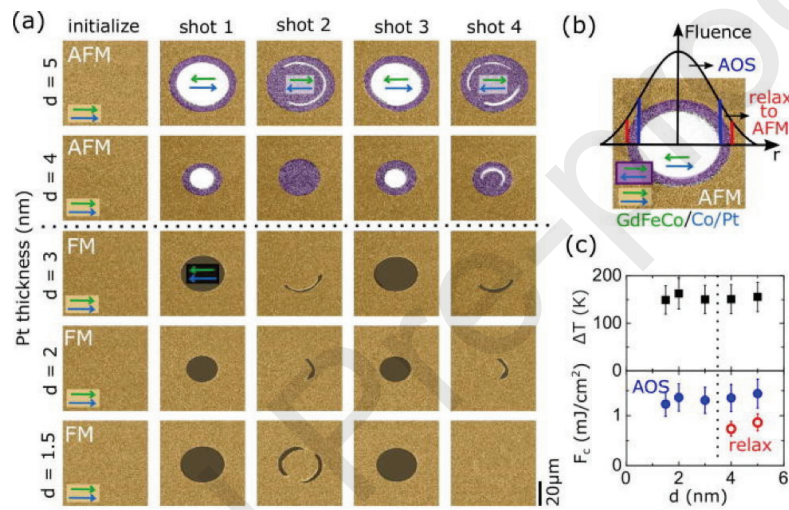 (a) initialize shot 1 shot 2 shot 3 shot 4
Pt thickness (nm)
d = 5
AFM
d = 4
AFM
d = 3
FM
d = 2
FM
d = 1.5
FM
20μm
(b)
Fluence
AOS
relax
to
AFM
r
AFM
GdFeCo/Co/Pt
(c)
200
150
100
ΔT (K)
AOS
relax
1
0
F_c (mJ/cm²)
0 2 4 6
d (nm)